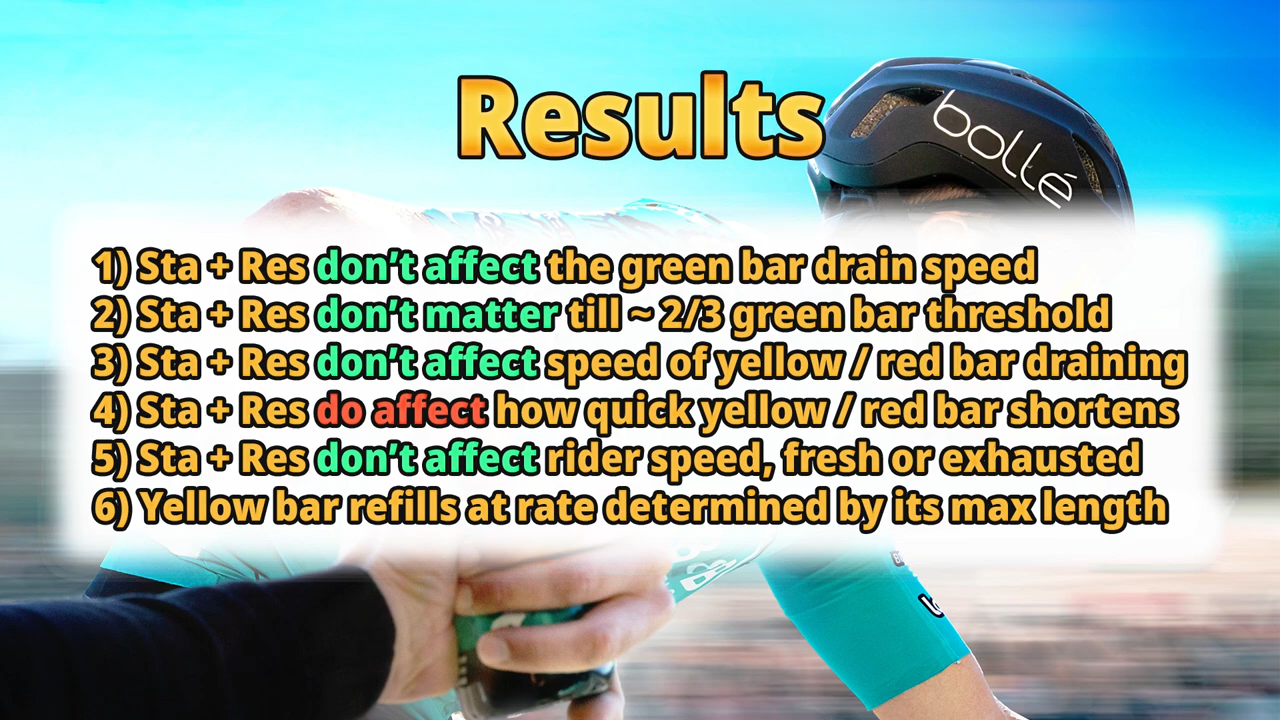 Results
bollé
1) Sta + Res don't affect the green bar drain speed
2) Sta + Res don't matter till ~ 2/3 green bar threshold
3) Sta + Res don't affect speed of yellow / red bar draining
4) Sta + Res do affect how quick yellow / red bar shortens
5) Sta + Res don't affect rider speed, fresh or exhausted
6) Yellow bar refills at rate determined by its max length